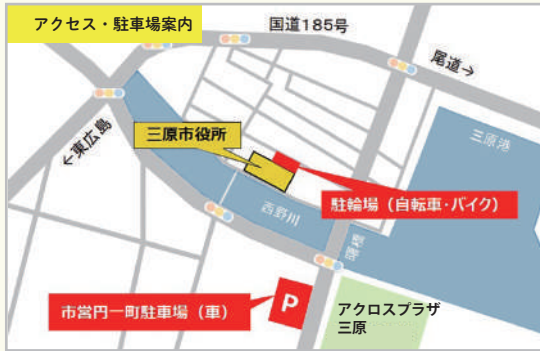 アクセス・駐車場案内
国道185号
尾道→
←東広島
三原市役所
三原港
駐輪場（自転車・バイク）
西野川
市営円一町駐車場（車）
P
アクロスプラザ
三原